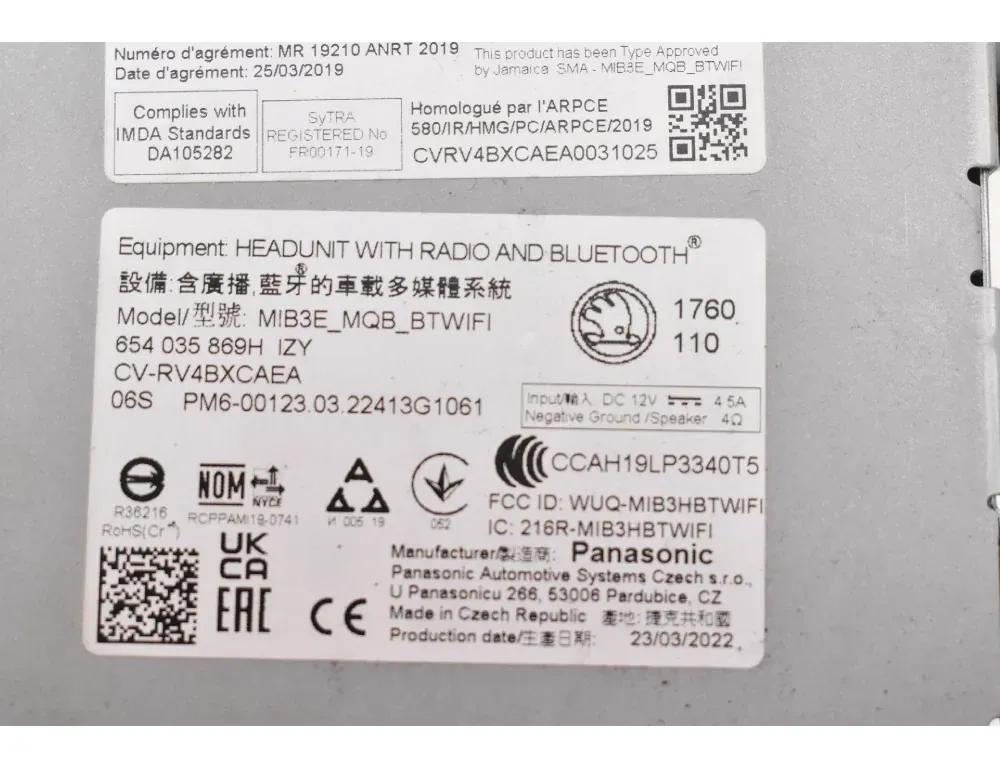 Numéro d'agrément: MR 19210 ANRT 2019
Date d'agrément: 25/03/2019
This product has been Type Approved
by Jamaica SMA - MIB3E_MQB_BTWIFI
Complies with
IMDA Standards
DA105282
SyTRA
REGISTERED No
FR00171-19
Homologué par l'ARPCE
580/IR/HMG/PC/ARPCE/2019
CVRV4BXCAEA0031025
Equipment: HEADUNIT WITH RADIO AND BLUETOOTH®
設備:含廣播,藍牙®的車載多媒體系統
Model/型號: MIB3E_MQB_BTWIFI
654 035 869H IZY
CV-RV4BXCAEA
06S PM6-00123.03.22413G1061
1760
110
Input/輸入 DC 12V 4.5A
Negative Ground /Speaker 4Ω
R36216
RoHS(Cr⁺⁶)
NOM NYCE
RCPPAMI19-0741
И 005 19
052
CCAH19LP3340T5
FCC ID: WUQ-MIB3HBTWIFI
IC: 216R-MIB3HBTWIFI
UK
CA
EAC
CE
Manufacturer/製造商: Panasonic
Panasonic Automotive Systems Czech s.r.o.,
U Panasonicu 266, 53006 Pardubice, CZ
Made in Czech Republic 產地: 捷克共和國
Production date/生產日期: 23/03/2022